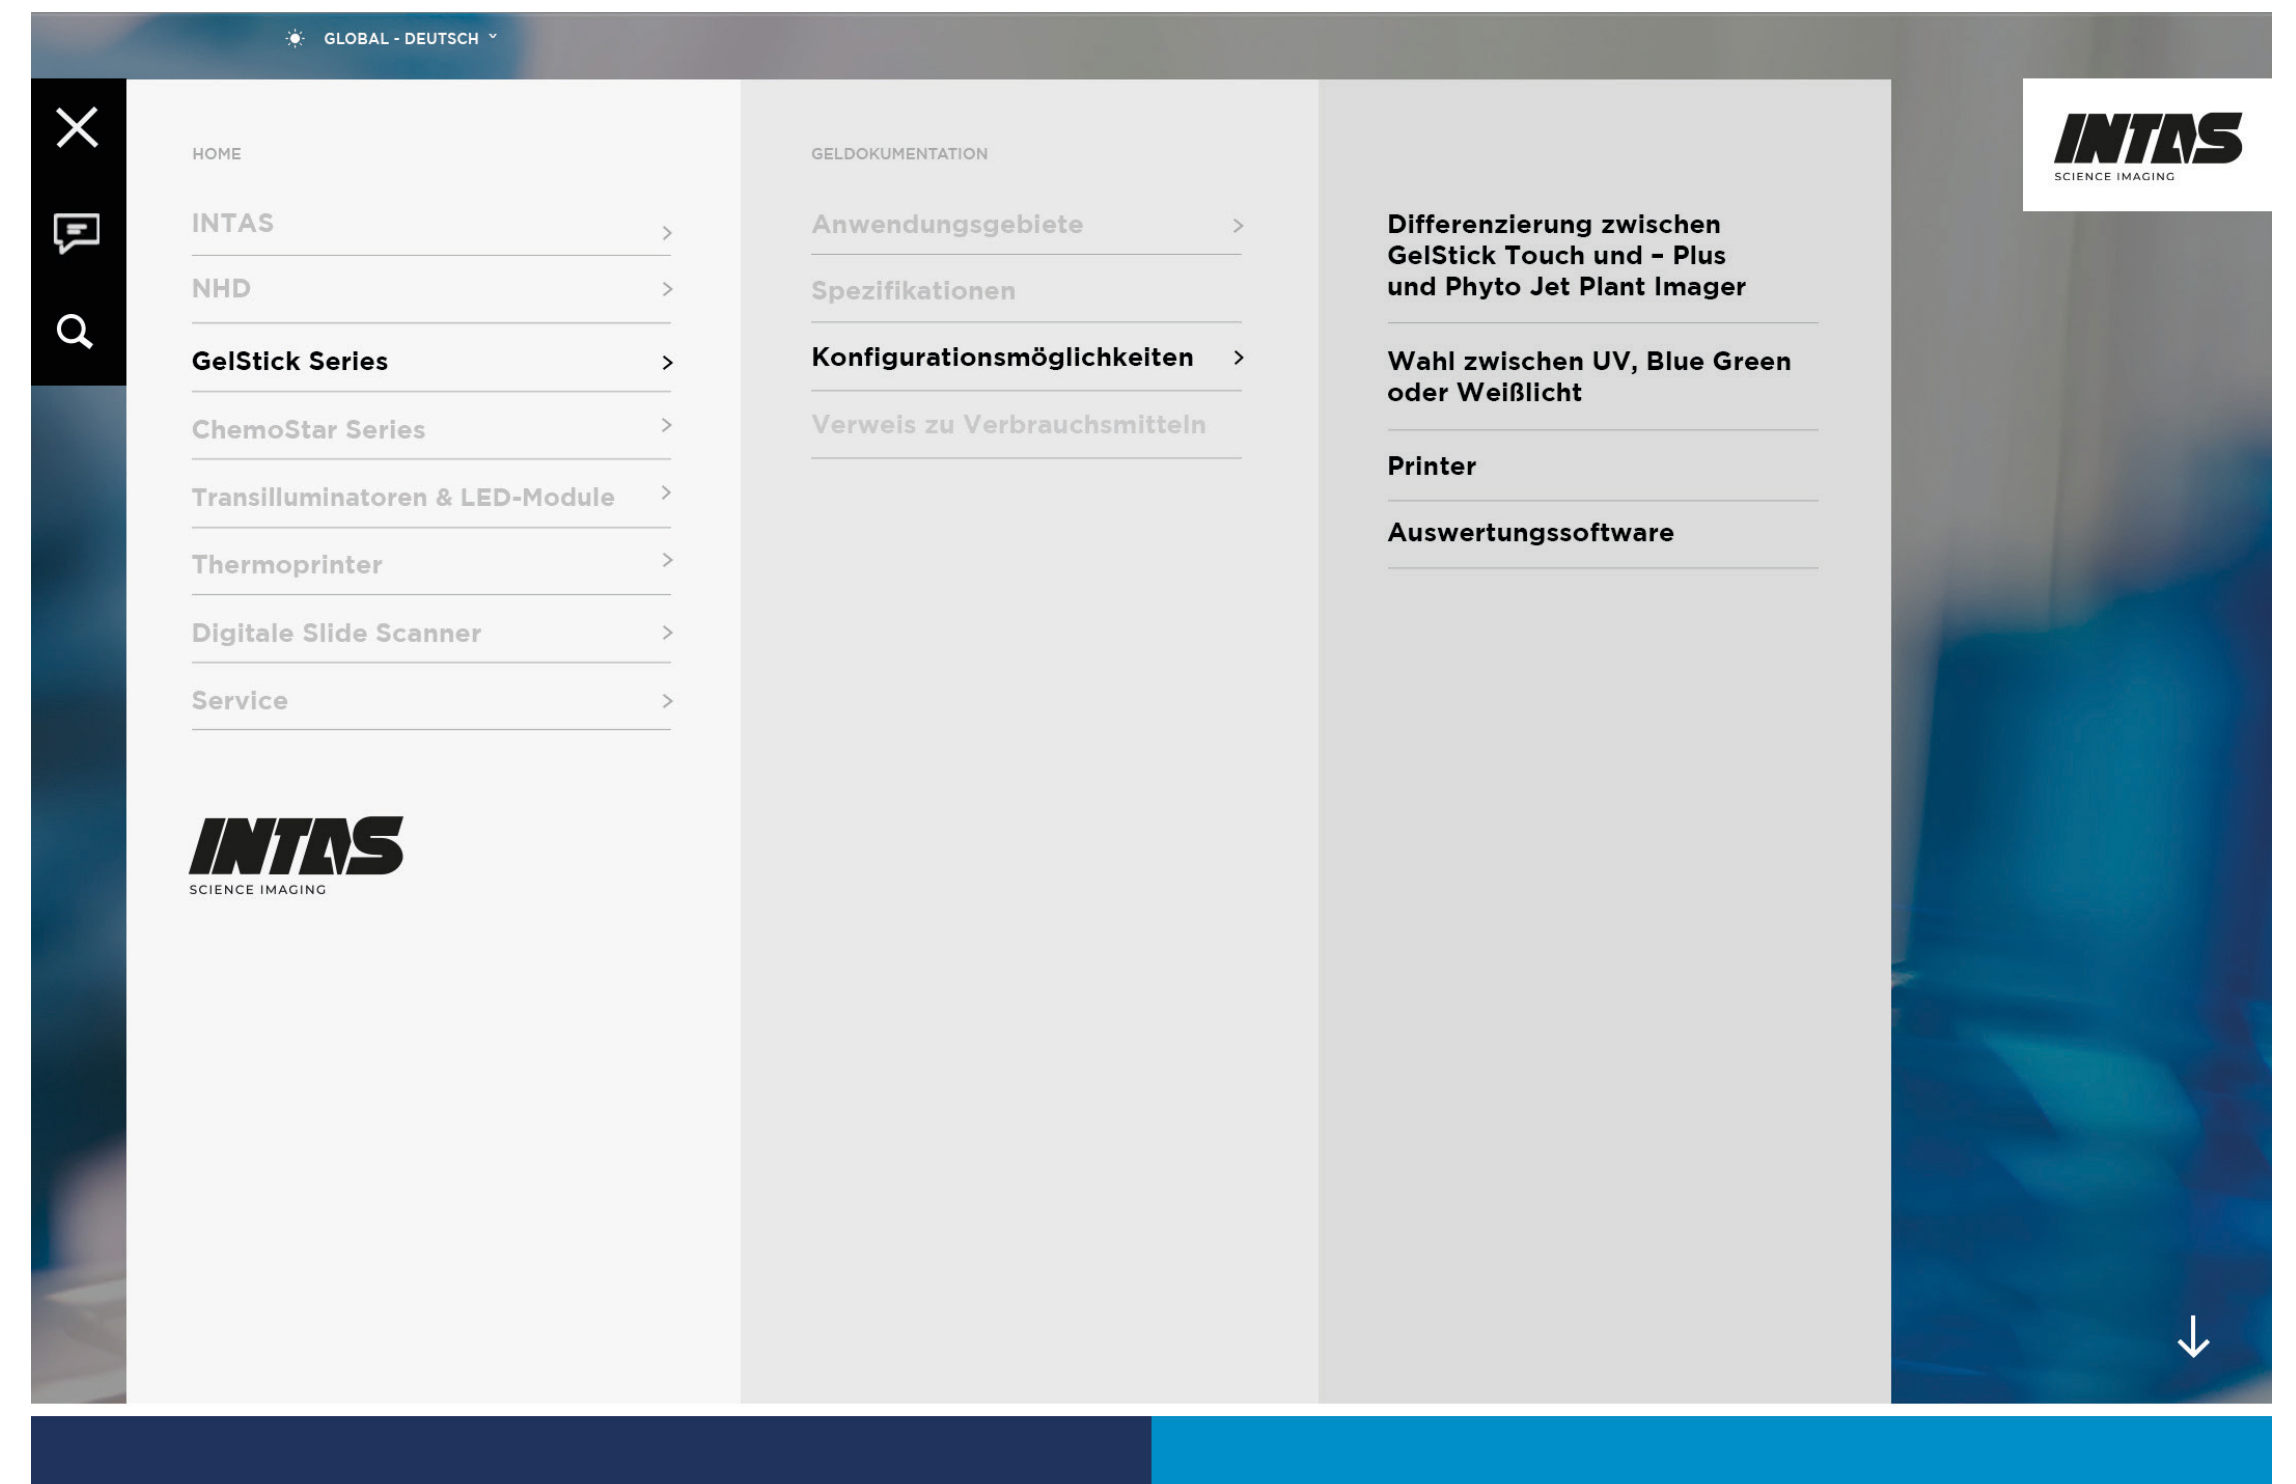 GLOBAL - DEUTSCH
HOME
INTAS
NHD
GelStick Series
ChemoStar Series
Transilluminatoren & LED-Module
Thermoprinter
Digitale Slide Scanner
Service
INTAS
SCIENCE IMAGING
GELDOKUMENTATION
Anwendungsgebiete
Spezifikationen
Konfigurationsmöglichkeiten
Verweis zu Verbrauchsmitteln
Differenzierung zwischen
GelStick Touch und – Plus
und Phyto Jet Plant Imager
Wahl zwischen UV, Blue Green
oder Weißlicht
Printer
Auswertungssoftware
INTAS
SCIENCE IMAGING